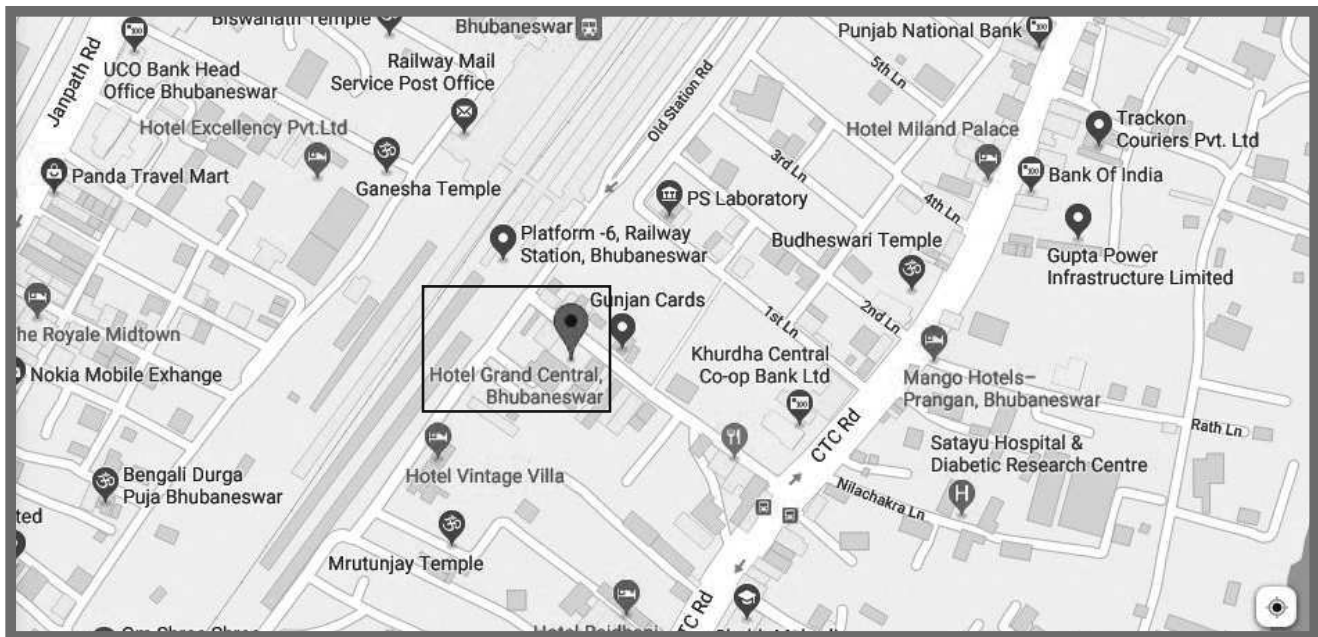 Biswanath Temple
Bhubaneswar
Punjab National Bank
Janpath Rd
UCO Bank Head
Office Bhubaneswar
Railway Mail
Service Post Office
Old Station Rd
5th Ln
Hotel Excellency Pvt.Ltd
Hotel Miland Palace
Trackon
Couriers Pvt. Ltd
3rd Ln
Panda Travel Mart
Ganesha Temple
PS Laboratory
4th Ln
Bank Of India
Platform -6, Railway
Station, Bhubaneswar
Budheswari Temple
Gupta Power
Infrastructure Limited
Gunjan Cards
1st Ln
2nd Ln
he Royale Midtown
Nokia Mobile Exhange
Hotel Grand Central,
Bhubaneswar
Khurdha Central
Co-op Bank Ltd
Mango Hotels–
Prangan, Bhubaneswar
CTC Rd
Rath Ln
Satayu Hospital &
Diabetic Research Centre
Bengali Durga
Puja Bhubaneswar
Hotel Vintage Villa
Nilachakra Ln
ted
Mrutunjay Temple
CTC Rd